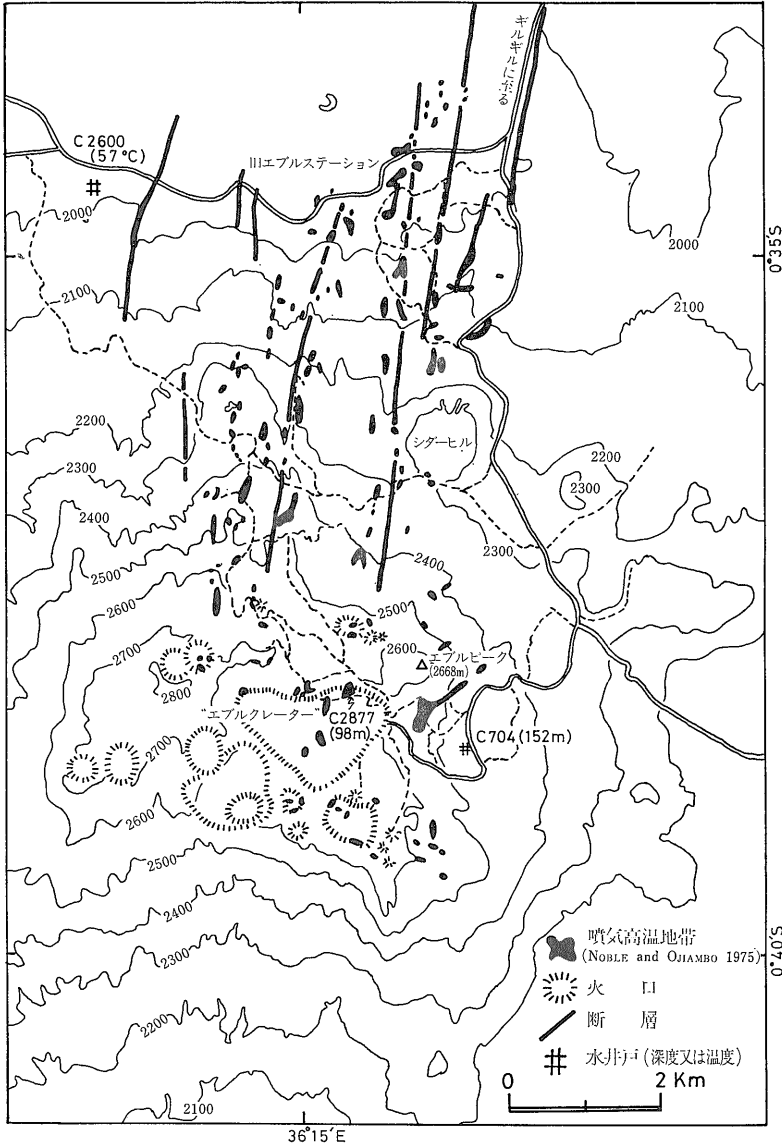 ギルギルに至る
C2600
(57℃)
旧エブルステーション
2000
2000
0°35′S
2100
2100
2200
シダーヒル
2200
2300
2300
2300
2400
2400
2500
2500
2600
2600
2700
エブルピーク
(2668m)
2800
"エブルクレーター"
C2877
(98m)
C704(152m)
2700
2600
2500
2400
2300
2200
2100
噴気高温地帯
(NOBLE and OJIAMBO 1975)
火 口
断 層
水井戸(深度又は温度)
0 2 Km
0°40′S
36°15′E